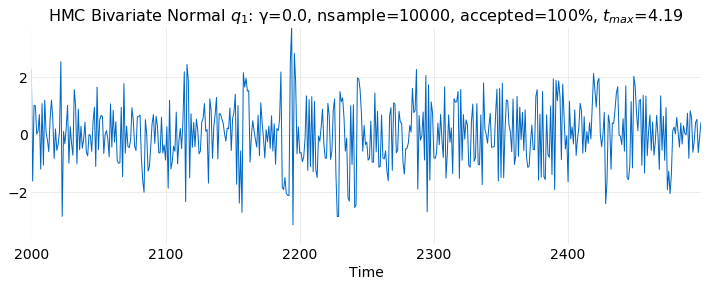 HMC Bivariate Normal q₁: γ=0.0, nsample=10000, accepted=100%, tₘₐₓ=4.19
2
0
−2
2000 2100 2200 2300 2400
Time